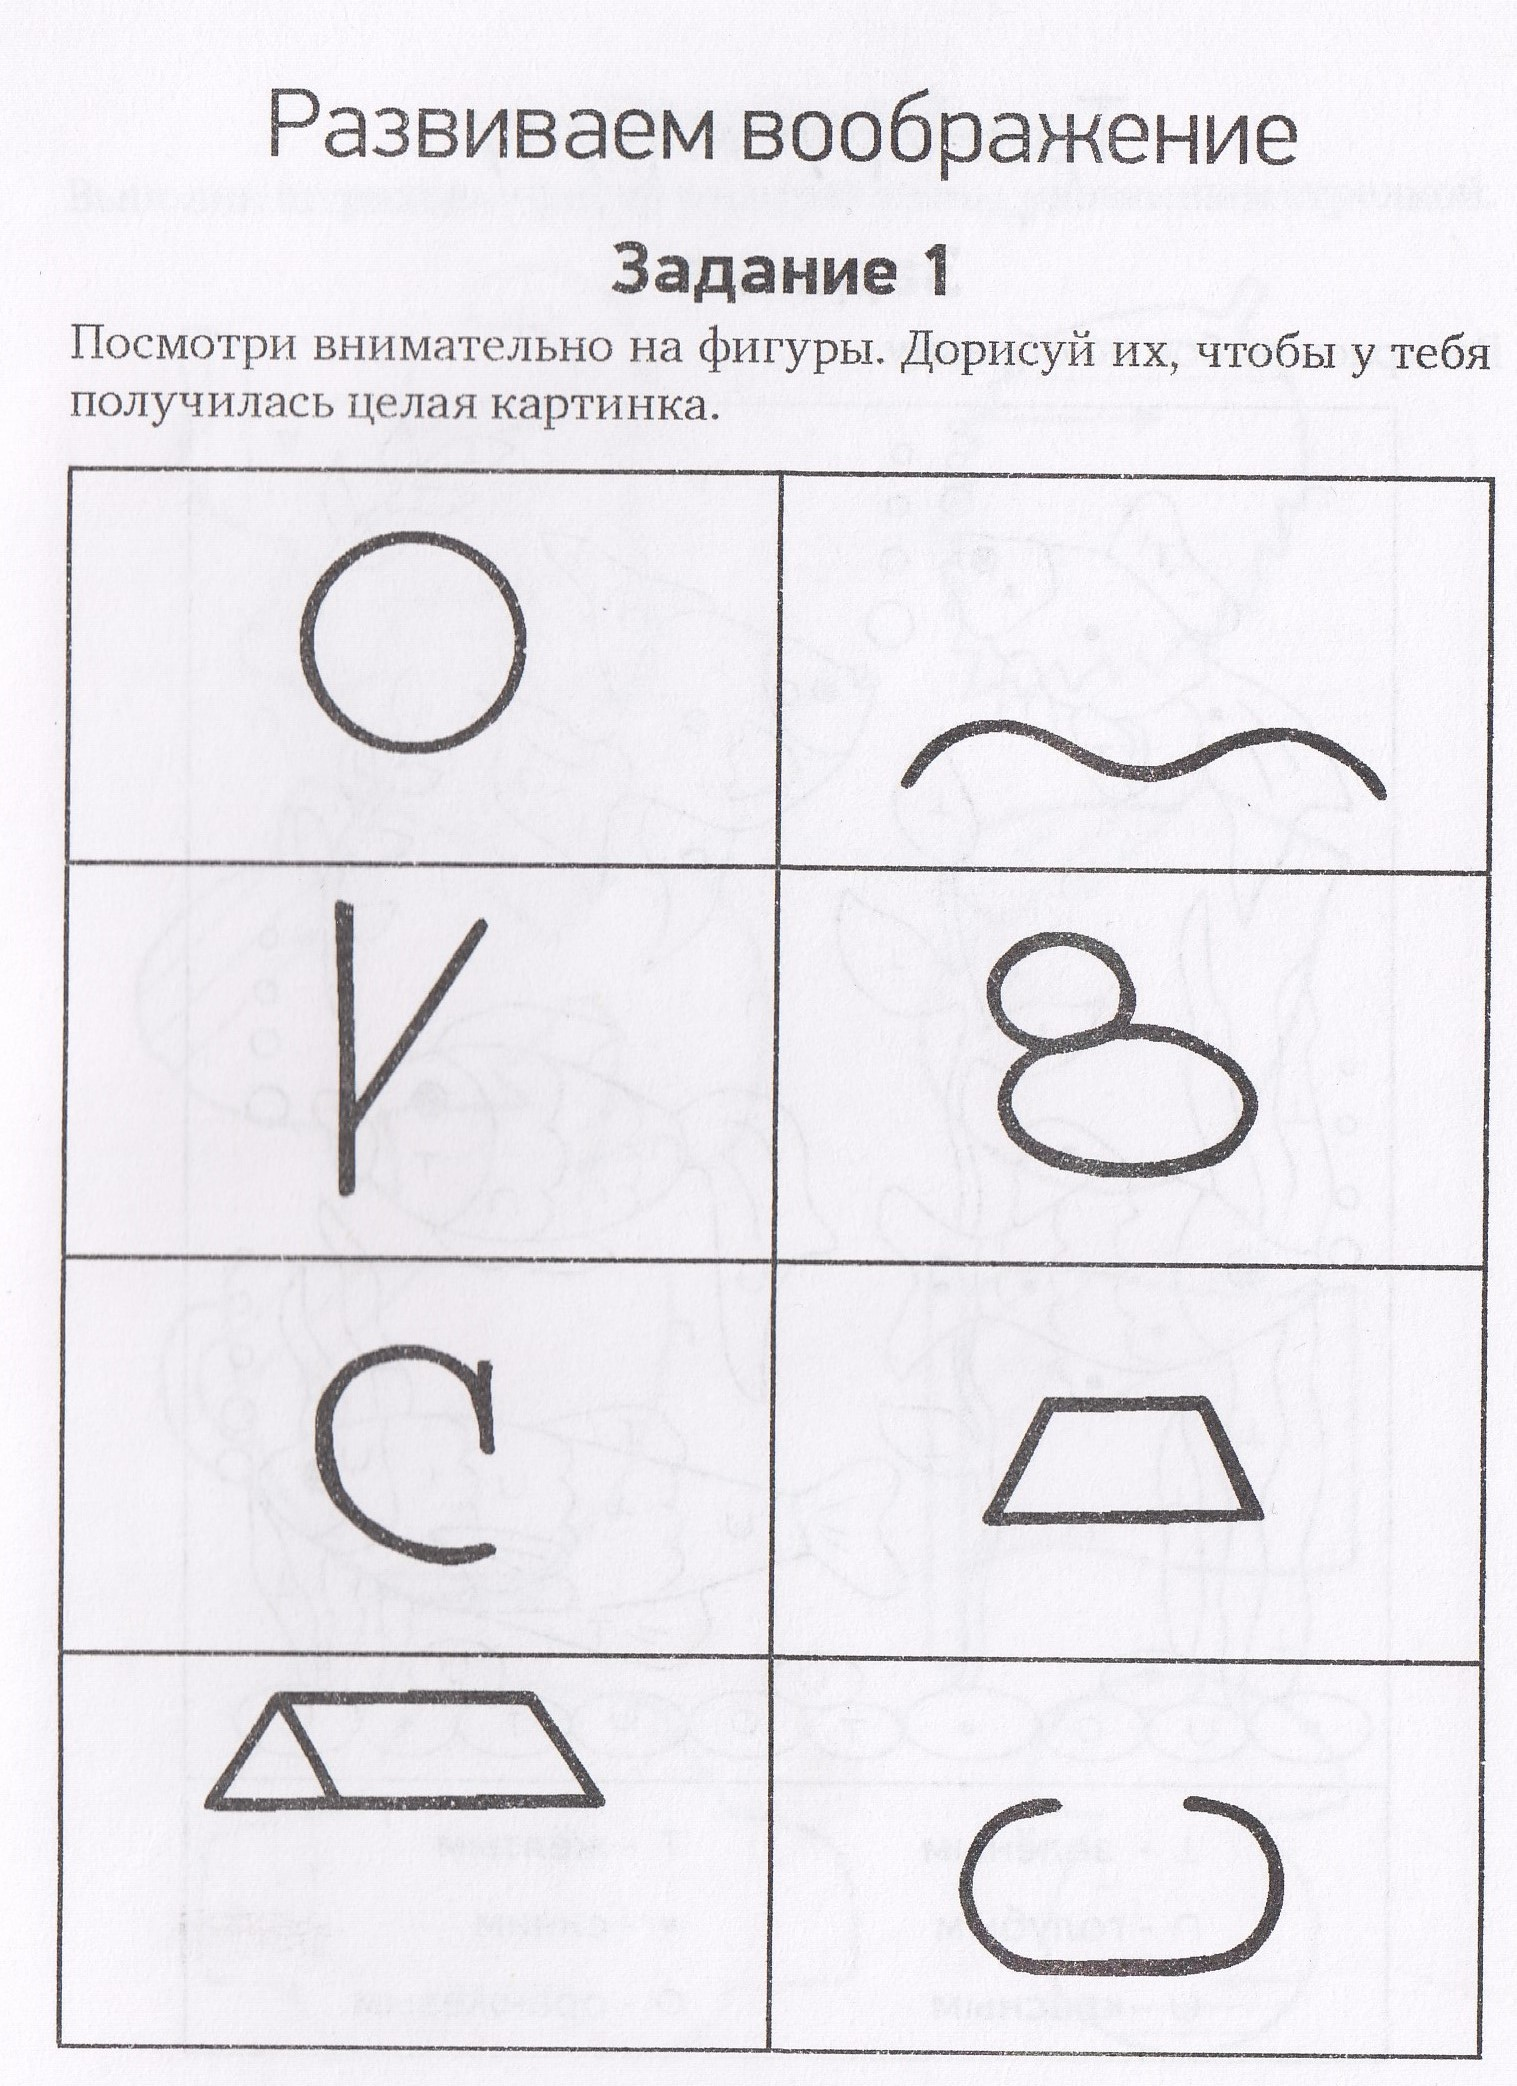 Развиваем воображение
Задание 1
Посмотри внимательно на фигуры. Дорисуй их, чтобы у тебя
получилась целая картинка.